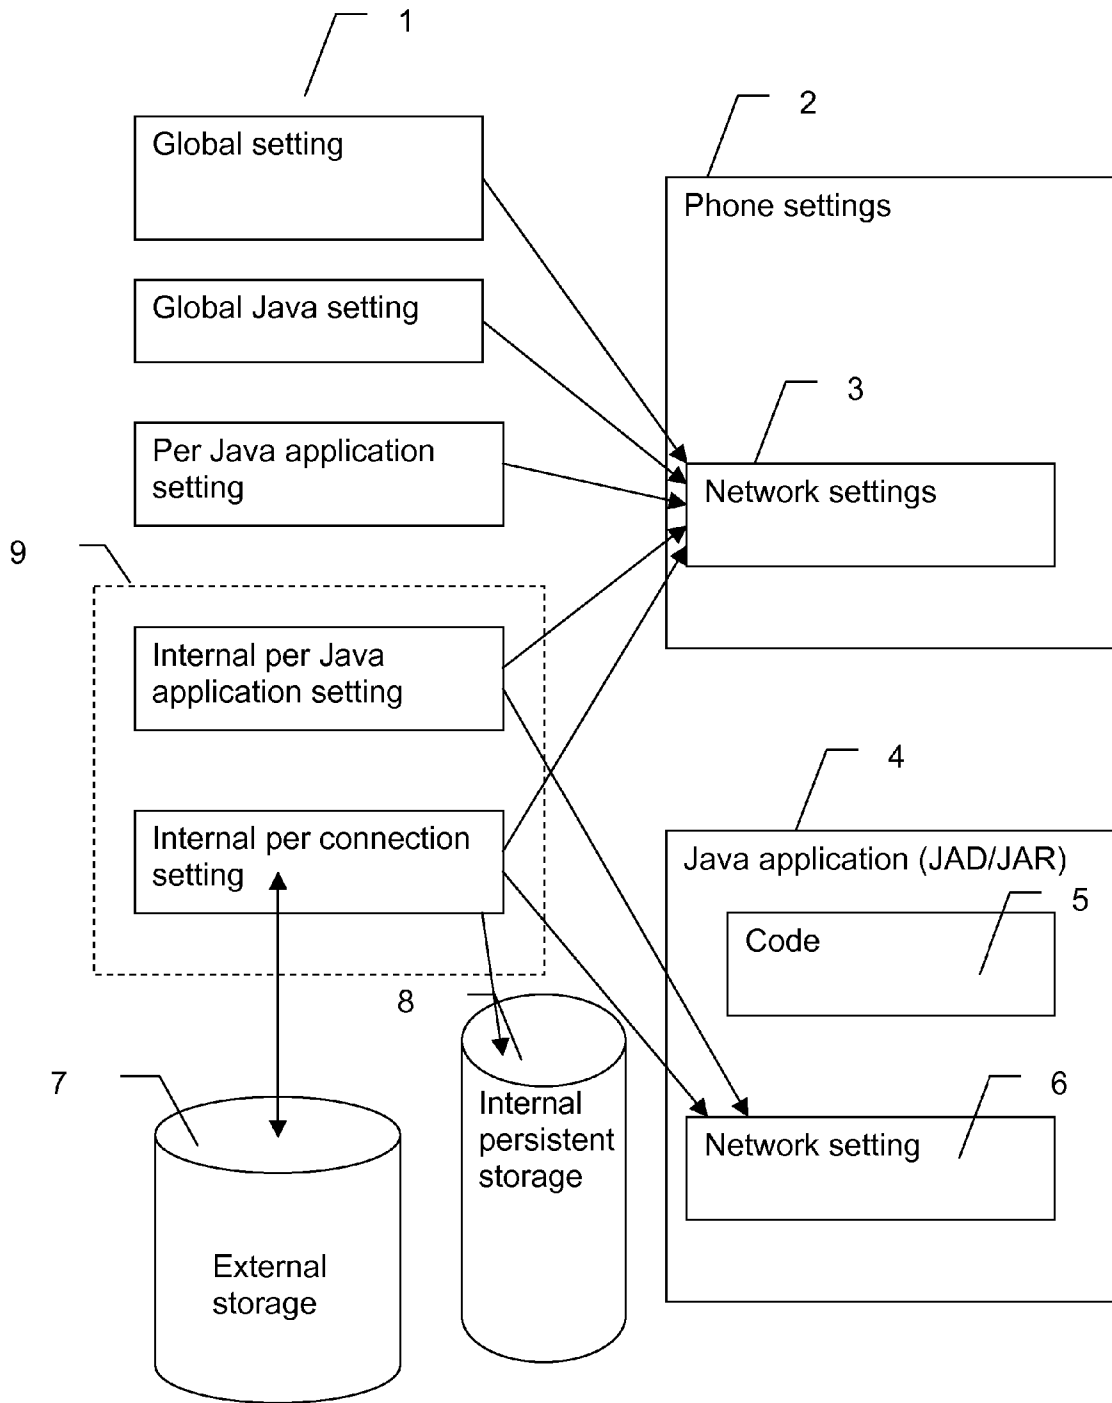 1
Global setting
2
Phone settings
Global Java setting
3
Per Java application
setting
Network settings
9
Internal per Java
application setting
4
Internal per connection
setting
Java application (JAD/JAR)
5
Code
8
7
Internal
persistent
storage
6
Network setting
External
storage